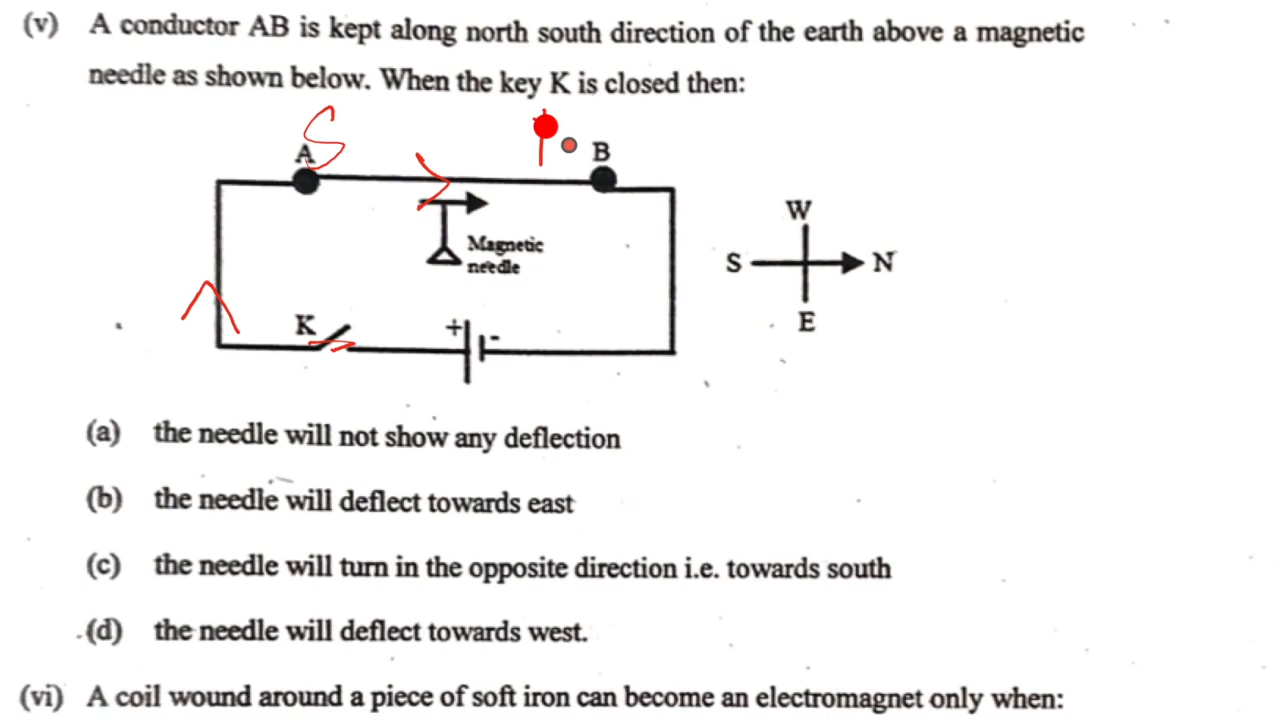 (v) A conductor AB is kept along north south direction of the earth above a magnetic
needle as shown below. When the key K is closed then:
S
A
B
Magnetic
needle
W
S
N
E
K
+
-
(a) the needle will not show any deflection
(b) the needle will deflect towards east
(c) the needle will turn in the opposite direction i.e. towards south
(d) the needle will deflect towards west.
(vi) A coil wound around a piece of soft iron can become an electromagnet only when: